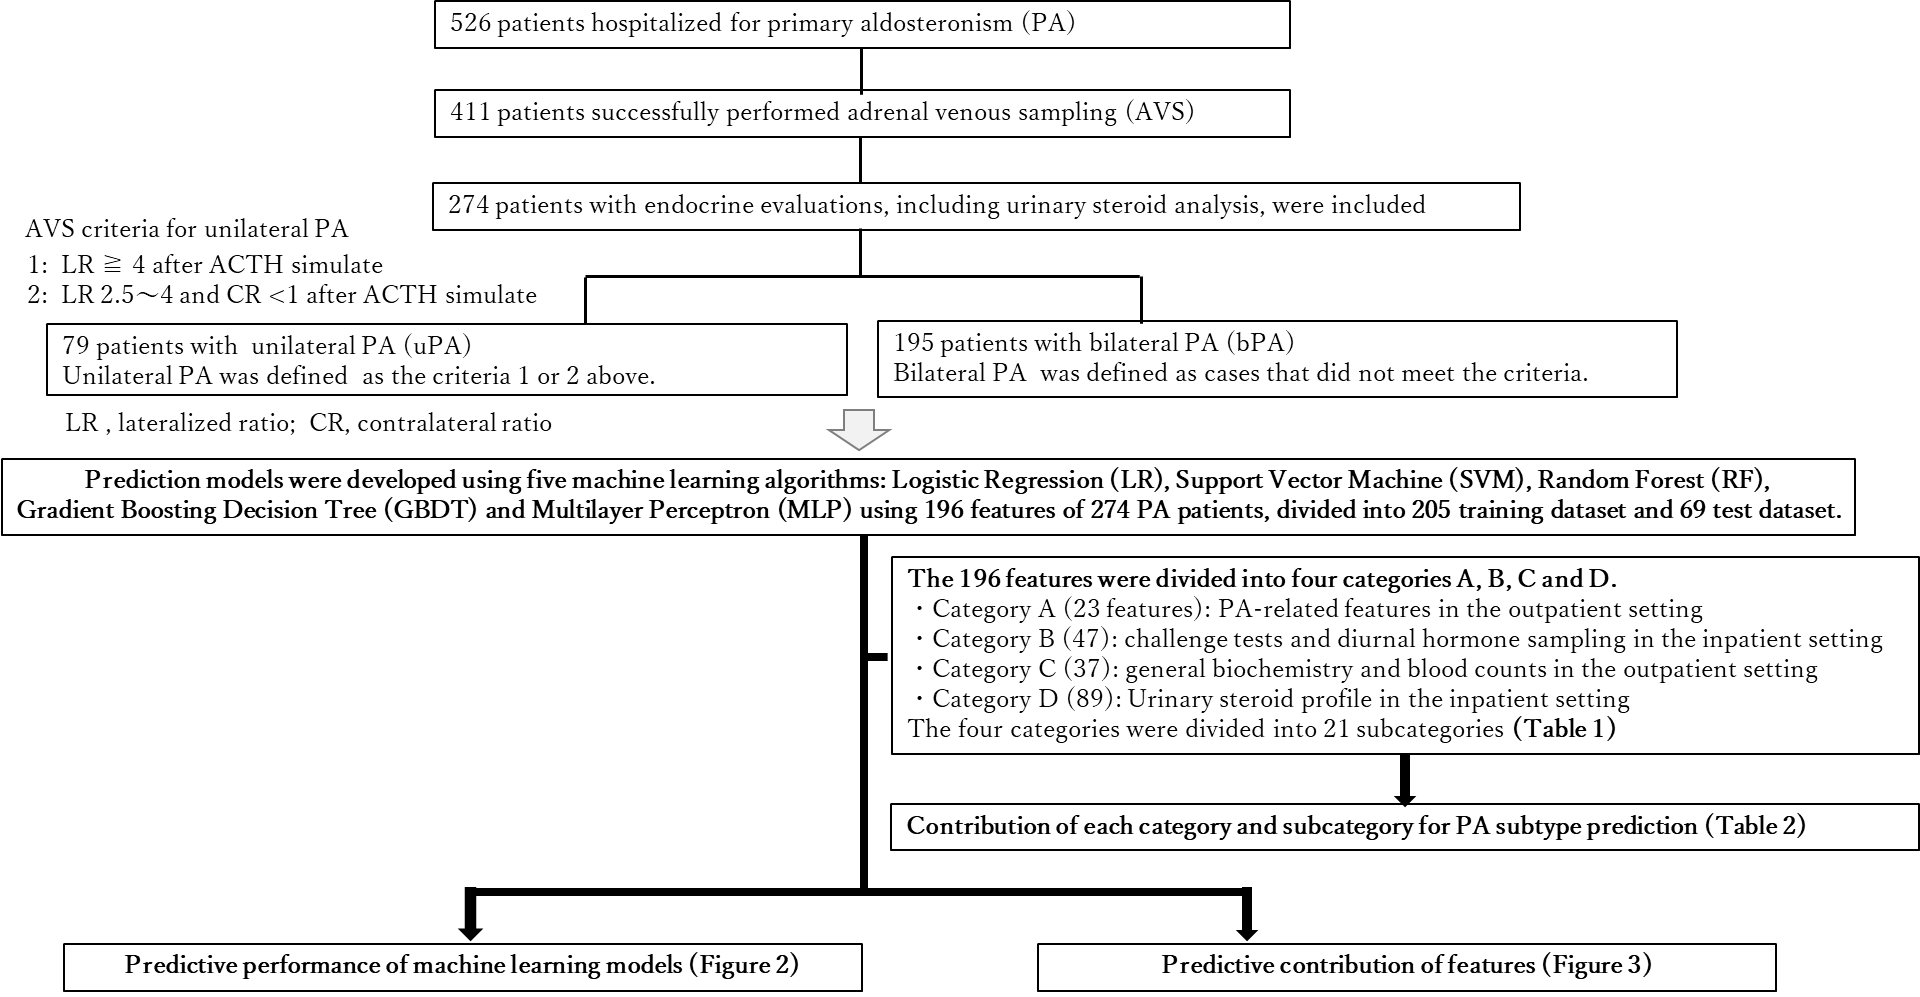 526 patients hospitalized for primary aldosteronism (PA)
411 patients successfully performed adrenal venous sampling (AVS)
274 patients with endocrine evaluations, including urinary steroid analysis, were included
AVS criteria for unilateral PA
1: LR ≧ 4 after ACTH simulate
2: LR 2.5～4 and CR <1 after ACTH simulate
79 patients with unilateral PA (uPA)
Unilateral PA was defined as the criteria 1 or 2 above.
195 patients with bilateral PA (bPA)
Bilateral PA was defined as cases that did not meet the criteria.
LR , lateralized ratio; CR, contralateral ratio
Prediction models were developed using five machine learning algorithms: Logistic Regression (LR), Support Vector Machine (SVM), Random Forest (RF),
Gradient Boosting Decision Tree (GBDT) and Multilayer Perceptron (MLP) using 196 features of 274 PA patients, divided into 205 training dataset and 69 test dataset.
The 196 features were divided into four categories A, B, C and D.
・Category A (23 features): PA-related features in the outpatient setting
・Category B (47): challenge tests and diurnal hormone sampling in the inpatient setting
・Category C (37): general biochemistry and blood counts in the outpatient setting
・Category D (89): Urinary steroid profile in the inpatient setting
The four categories were divided into 21 subcategories (Table 1)
Contribution of each category and subcategory for PA subtype prediction (Table 2)
Predictive performance of machine learning models (Figure 2)
Predictive contribution of features (Figure 3)